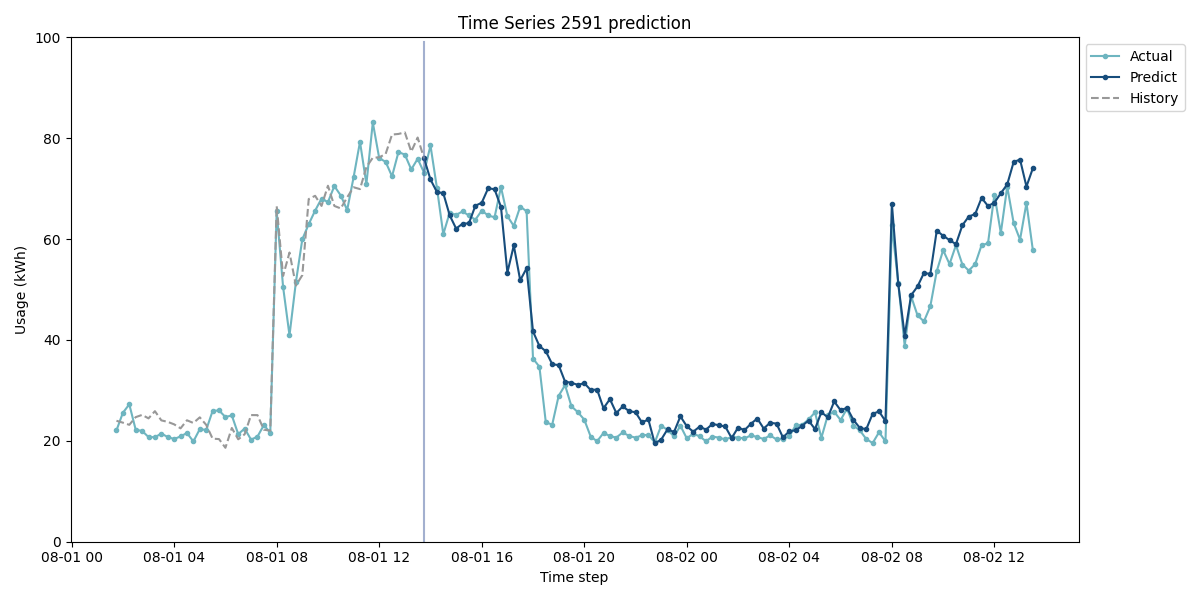 Time Series 2591 prediction
100
80
60
40
20
0
Usage (kWh)
08-01 00
08-01 04
08-01 08
08-01 12
08-01 16
08-01 20
08-02 00
08-02 04
08-02 08
08-02 12
Time step
Actual
Predict
History